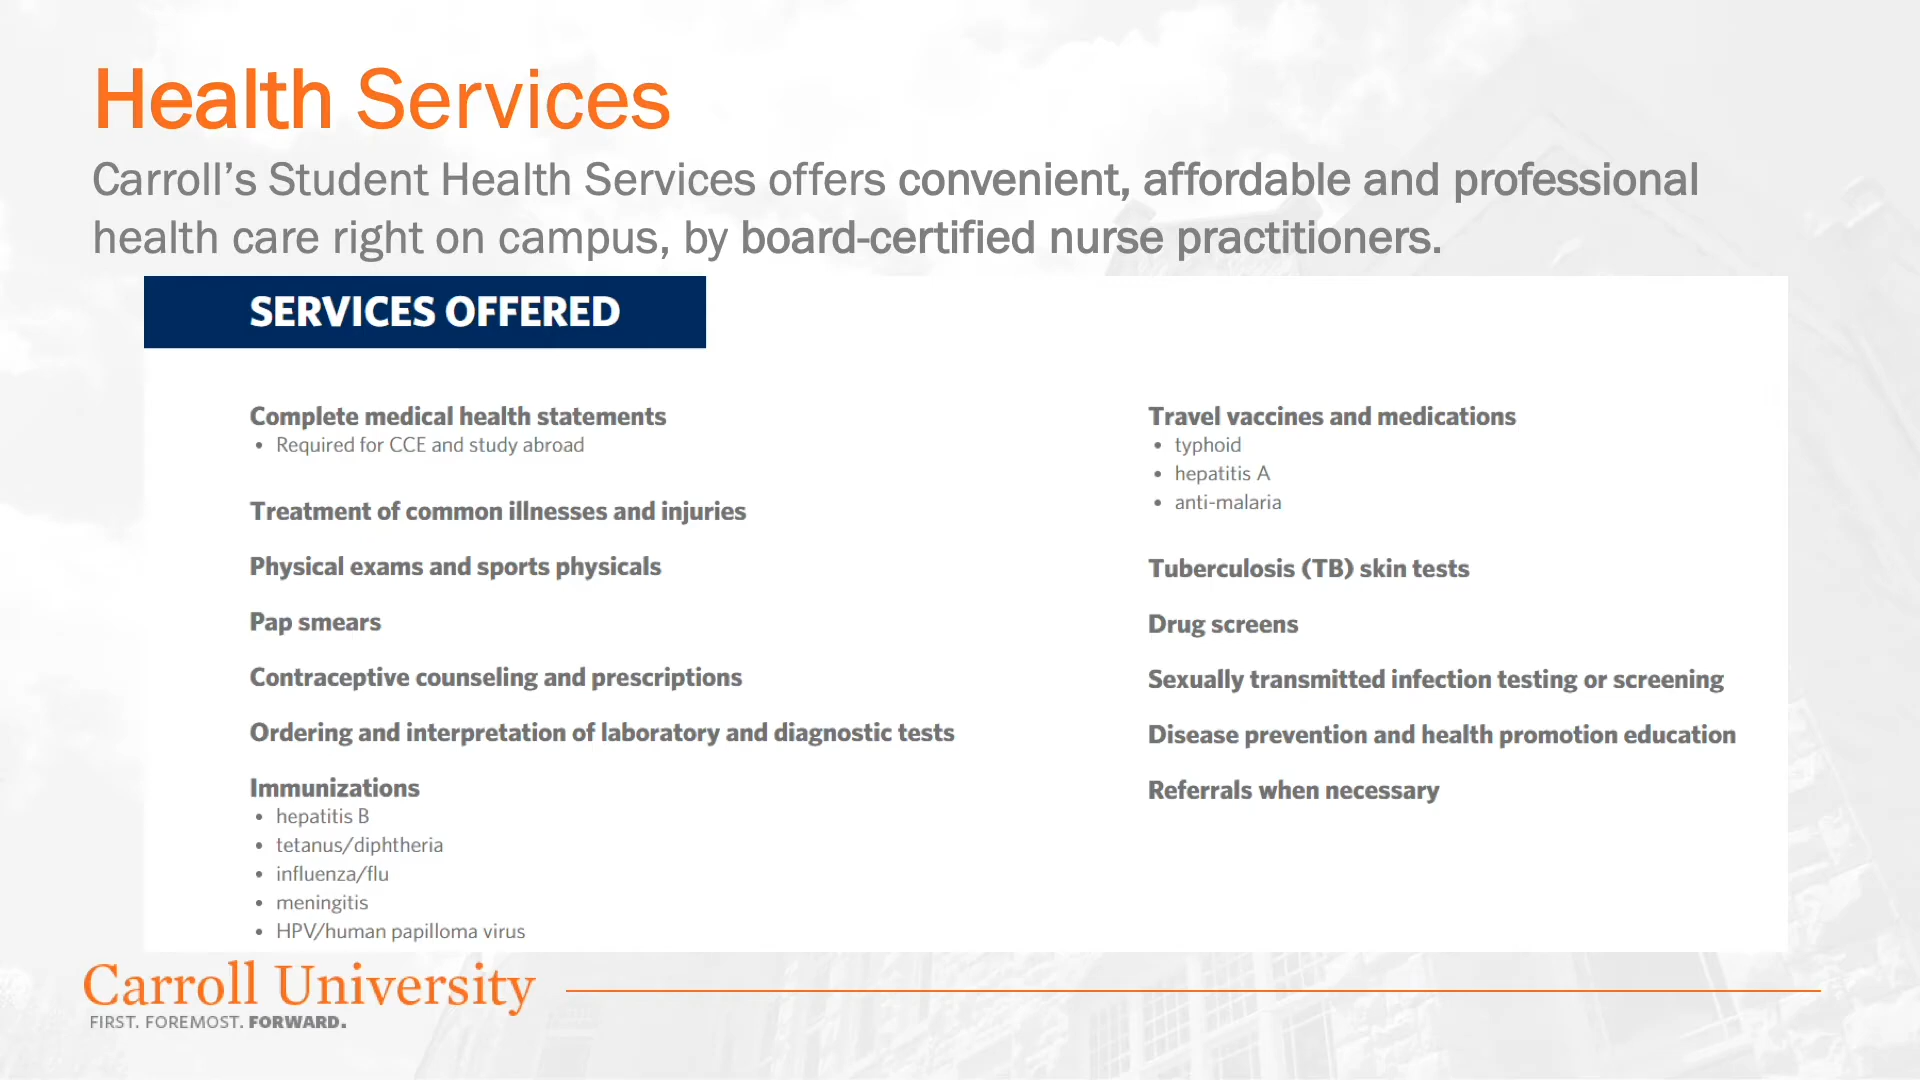 Health Services
Carroll’s Student Health Services offers convenient, affordable and professional
health care right on campus, by board-certified nurse practitioners.
SERVICES OFFERED
Complete medical health statements
• Required for CCE and study abroad
Treatment of common illnesses and injuries
Physical exams and sports physicals
Pap smears
Contraceptive counseling and prescriptions
Ordering and interpretation of laboratory and diagnostic tests
Immunizations
• hepatitis B
• tetanus/diphtheria
• influenza/flu
• meningitis
• HPV/human papilloma virus
Travel vaccines and medications
• typhoid
• hepatitis A
• anti-malaria
Tuberculosis (TB) skin tests
Drug screens
Sexually transmitted infection testing or screening
Disease prevention and health promotion education
Referrals when necessary
Carroll University
FIRST. FOREMOST. FORWARD.